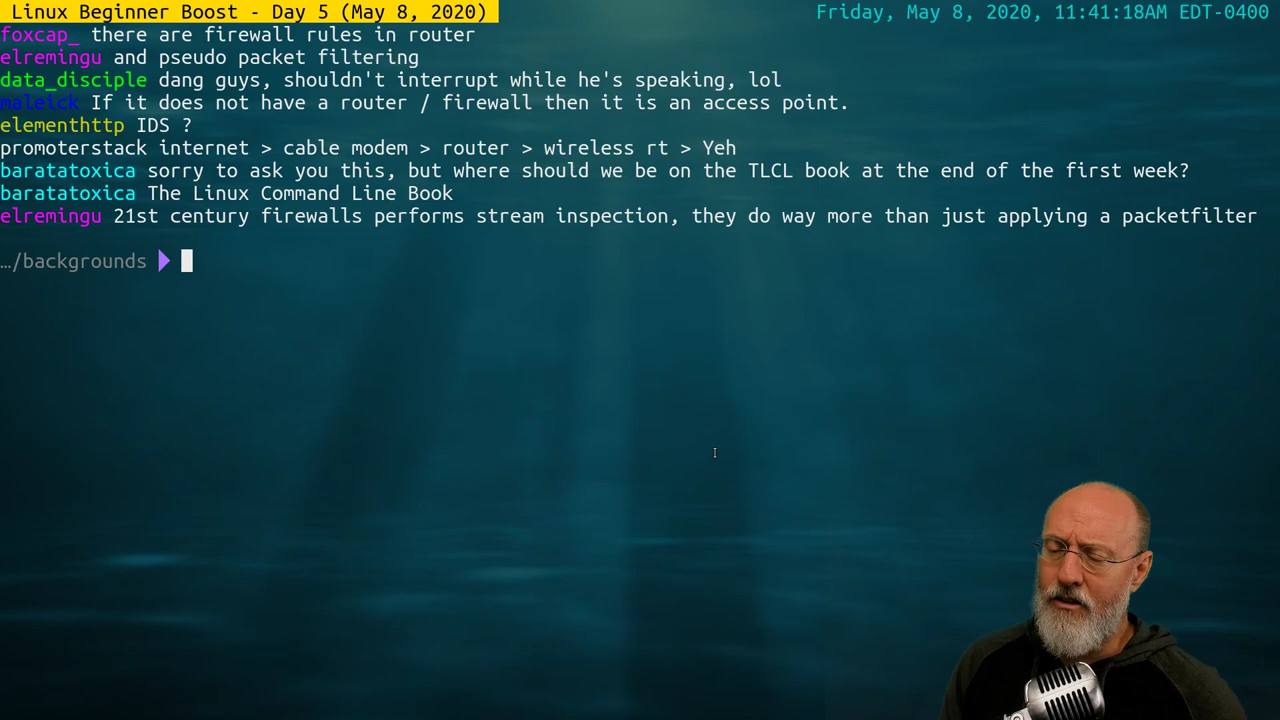 Linux Beginner Boost - Day 5 (May 8, 2020)
Friday, May 8, 2020, 11:41:18AM EDT-0400
foxcap_ there are firewall rules in router
elremingu and pseudo packet filtering
data_disciple dang guys, shouldn't interrupt while he's speaking, lol
maleick If it does not have a router / firewall then it is an access point.
elementhttp IDS ?
promoterstack internet > cable modem > router > wireless rt > Yeh
baratatoxica sorry to ask you this, but where should we be on the TLCL book at the end of the first week?
baratatoxica The Linux Command Line Book
elremingu 21st century firewalls performs stream inspection, they do way more than just applying a packetfilter
…/backgrounds